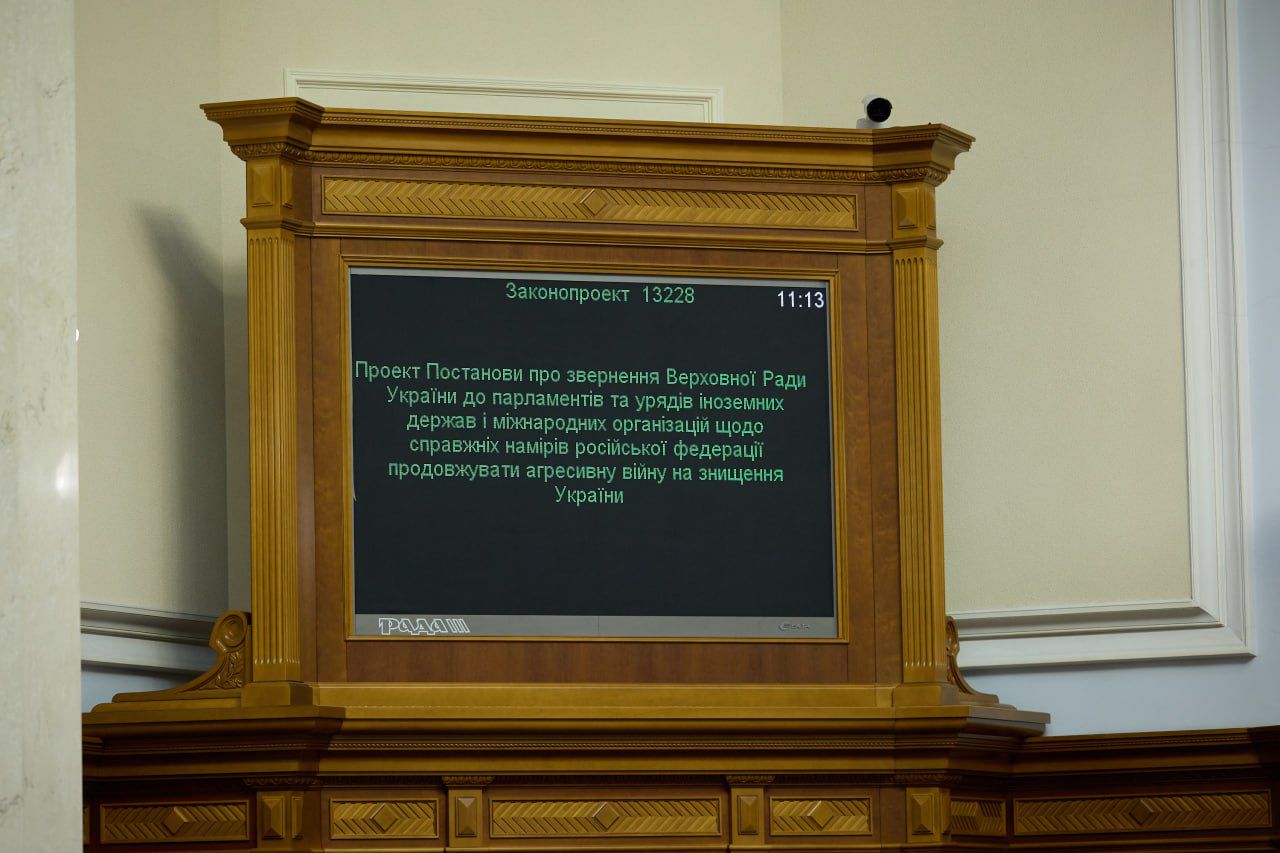 Законопроект 13228
11:13
Проект Постанови про звернення Верховної Ради
України до парламентів та урядів іноземних
держав і міжнародних організацій щодо
справжніх намірів російської федерації
продовжувати агресивну війну на знищення
України
РАДА III